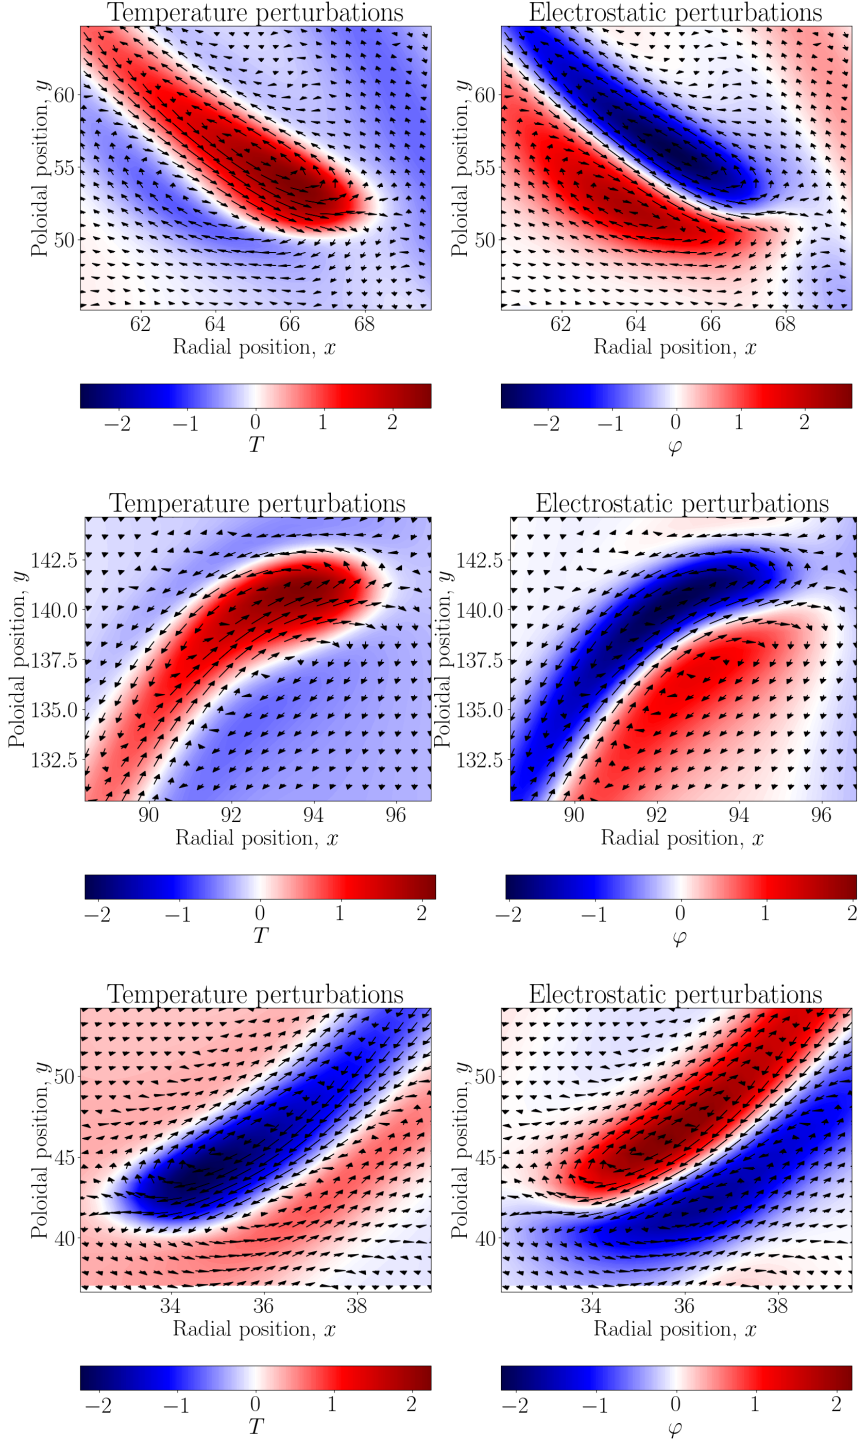 Temperature perturbations
Electrostatic perturbations
Poloidal position, y
60
55
50
62 64 66 68
Radial position, x
−2 −1 0 1 2
T
Poloidal position, y
60
55
50
62 64 66 68
Radial position, x
−2 −1 0 1 2
φ
Temperature perturbations
Electrostatic perturbations
Poloidal position, y
142.5
140.0
137.5
135.0
132.5
90 92 94 96
Radial position, x
−2 −1 0 1 2
T
Poloidal position, y
142.5
140.0
137.5
135.0
132.5
90 92 94 96
Radial position, x
−2 −1 0 1 2
φ
Temperature perturbations
Electrostatic perturbations
Poloidal position, y
50
45
40
34 36 38
Radial position, x
−2 −1 0 1 2
T
Poloidal position, y
50
45
40
34 36 38
Radial position, x
−2 −1 0 1 2
φ